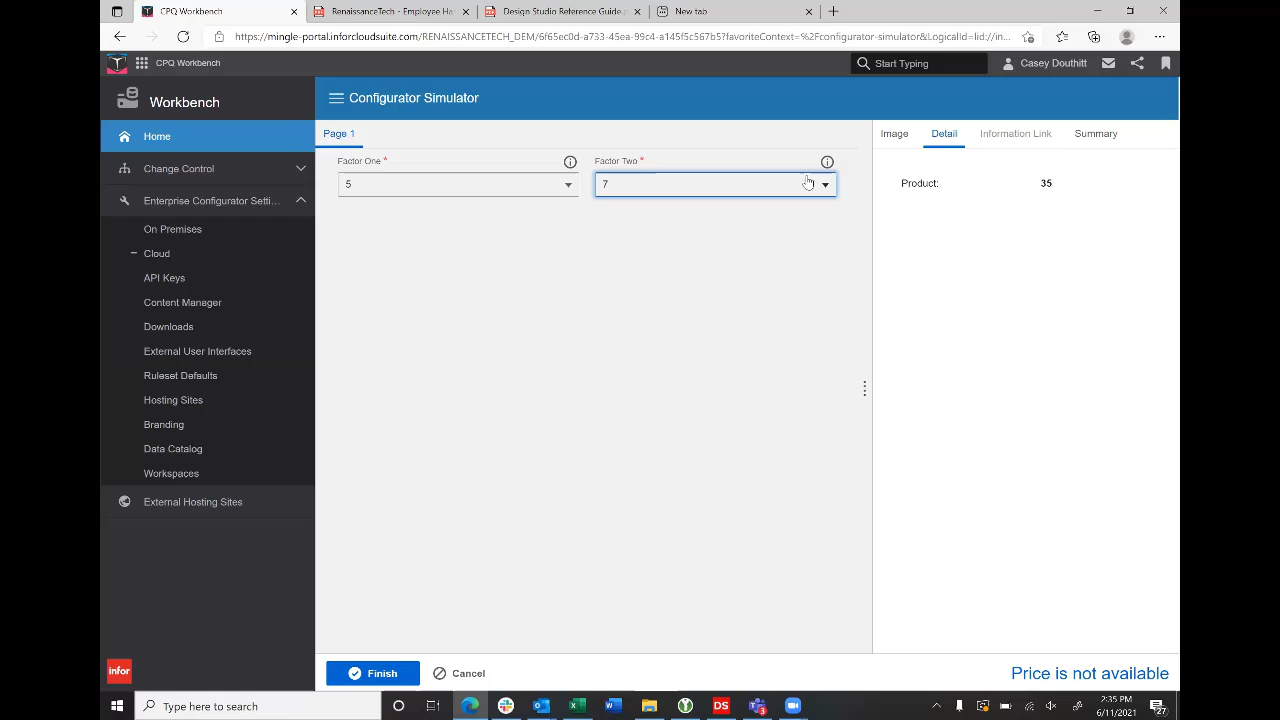 CPQ Workbench
RenaissanceTech - Employee Ha
Design Studio Reference Guide.p
New tab
https://mingle-portal.inforcloudsuite.com/RENAISSANCETECH_DEM/6f65ec0d-a733-45ea-99c4-a145f5c567b5?favoriteContext=%2Fconfigurator-simulator&LogicalId=lid://in...
CPQ Workbench
Start Typing
Casey Douthitt
Workbench
Configurator Simulator
Home
Change Control
Enterprise Configurator Setti...
On Premises
Cloud
API Keys
Content Manager
Downloads
External User Interfaces
Ruleset Defaults
Hosting Sites
Branding
Data Catalog
Workspaces
External Hosting Sites
infor
Page 1
Factor One *
5
Factor Two *
7
Image
Detail
Information Link
Summary
Product: 35
Finish
Cancel
Price is not available
Type here to search
DS
3
2:35 PM
6/11/2021
27